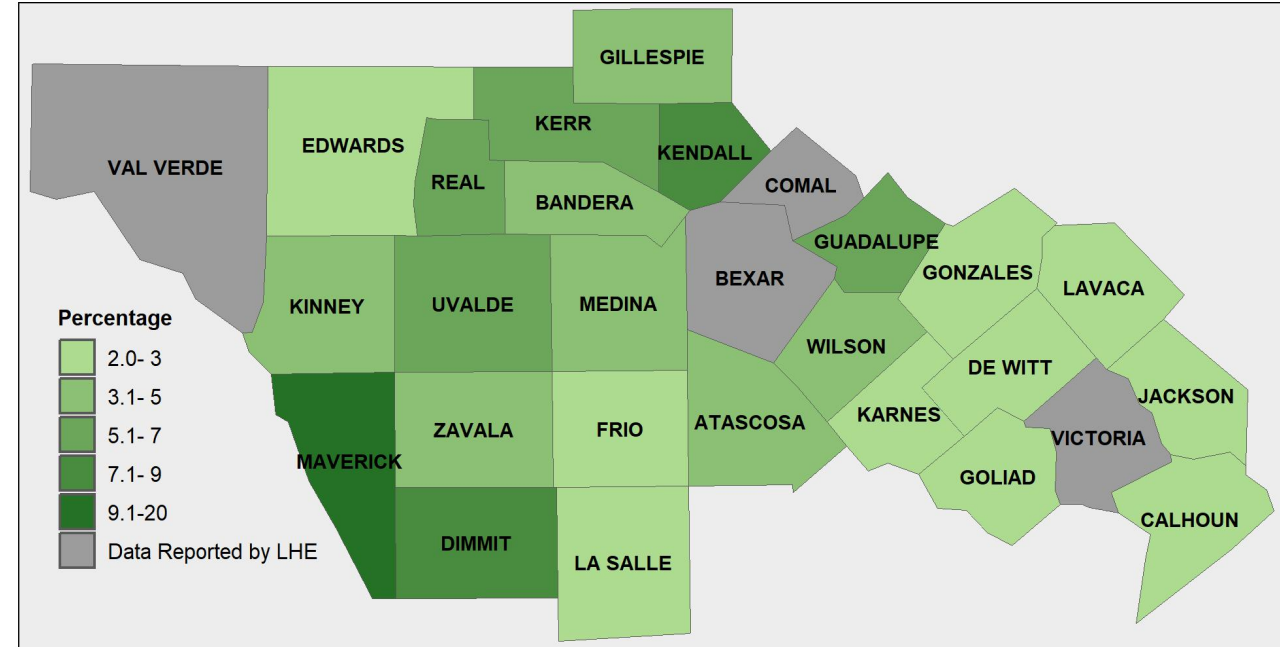 GILLESPIE
KERR
EDWARDS
KENDALL
VAL VERDE
REAL
COMAL
BANDERA
GUADALUPE
GONZALES
BEXAR
LAVACA
KINNEY
UVALDE
MEDINA
WILSON
DE WITT
JACKSON
KARNES
ATASCOSA
ZAVALA
FRIO
VICTORIA
MAVERICK
GOLIAD
CALHOUN
DIMMIT
LA SALLE
Percentage
2.0- 3
3.1- 5
5.1- 7
7.1- 9
9.1-20
Data Reported by LHE